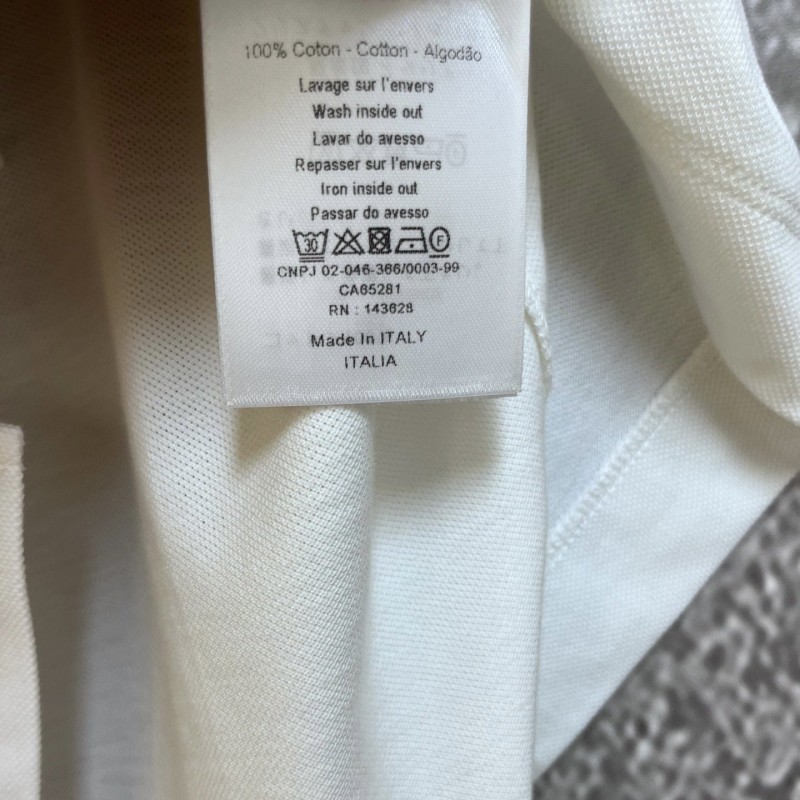 100% Coton - Cotton - Algodão
Lavage sur l'envers
Wash inside out
Lavar do avesso
Repasser sur l'envers
Iron inside out
Passar do avesso
30 F
CNPJ 02-046-366/0003-99
CA65281
RN : 143628
Made In ITALY
ITALIA